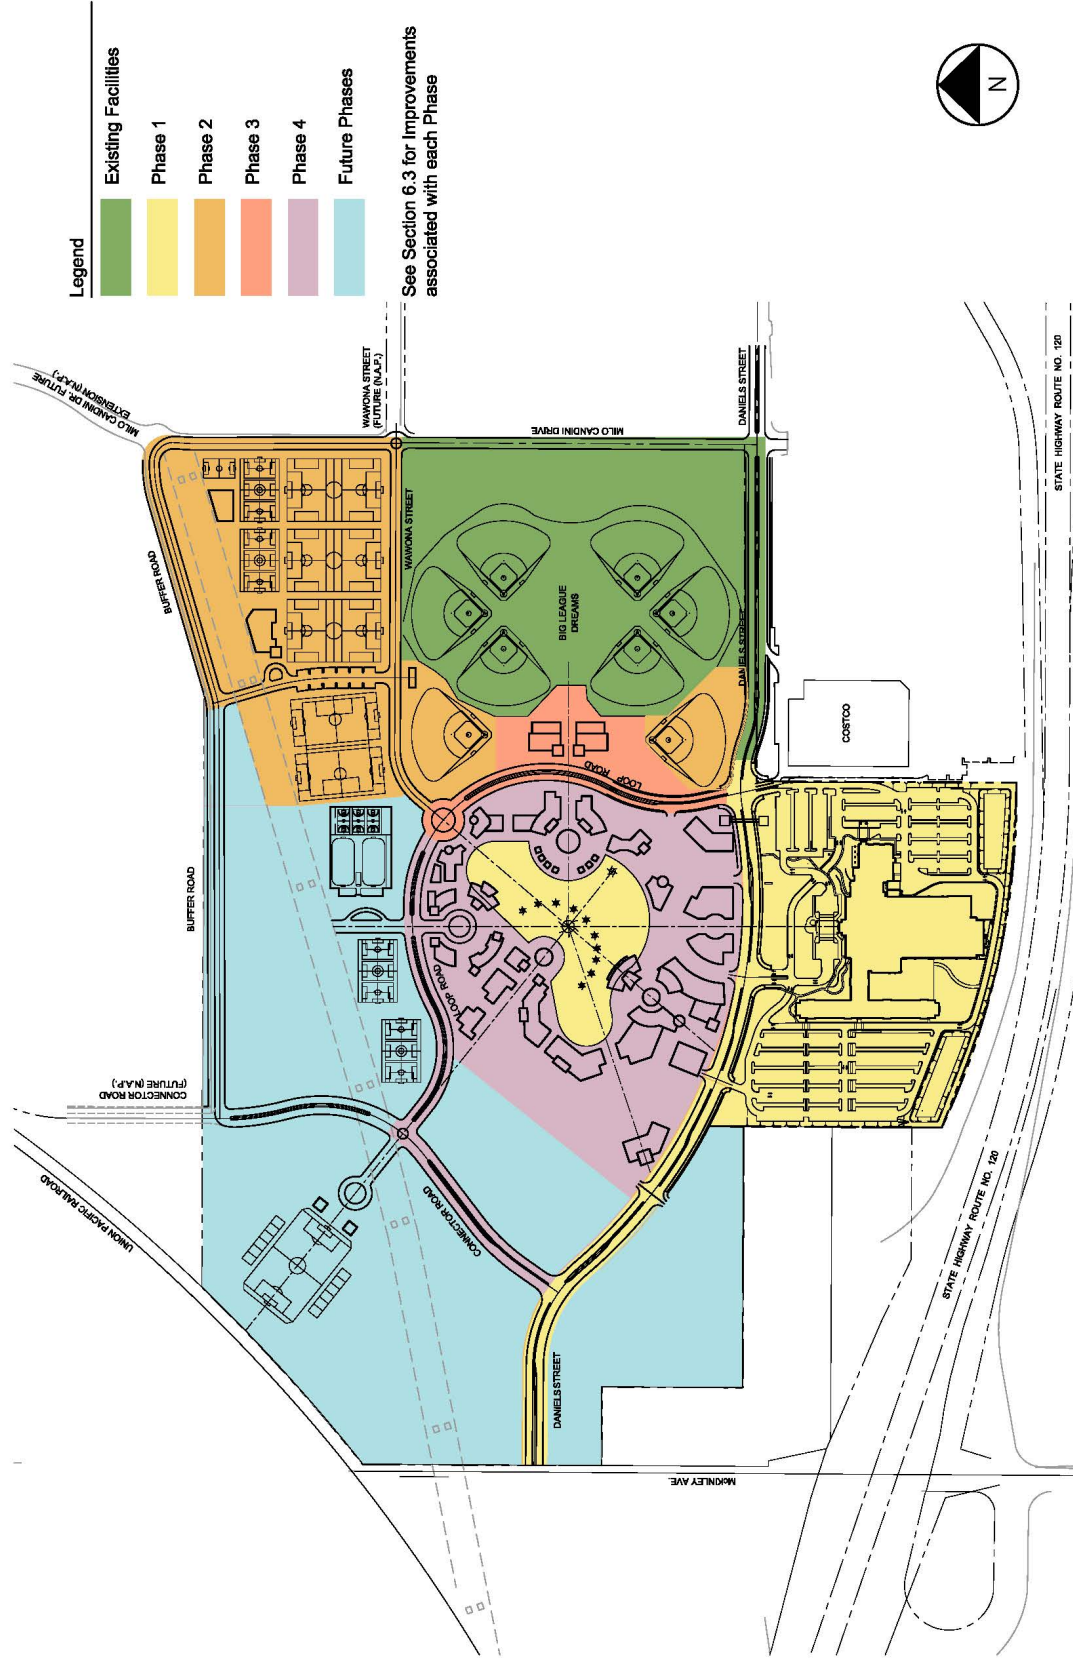 Legend
Existing Facilities
Phase 1
Phase 2
Phase 3
Phase 4
Future Phases
See Section 6.3 for Improvements
associated with each Phase
N
MILO CANDINI DR. FUTURE
EXTENSION (N.A.P.)
WAWONA STREET
(FUTURE (N.A.P.)
DANIELS STREET
STATE HIGHWAY ROUTE NO. 120
MILO CANDINI DRIVE
BUFFER ROAD
WAWONA STREET
BIG LEAGUE
DREAMS
DANIELS STREET
COSTCO
LOOP ROAD
BUFFER ROAD
LOOP ROAD
CONNECTOR ROAD
(FUTURE (N.A.P.)
UNION PACIFIC RAILROAD
CONNECTOR ROAD
STATE HIGHWAY ROUTE NO. 120
DANIELS STREET
McKINLEY AVE.